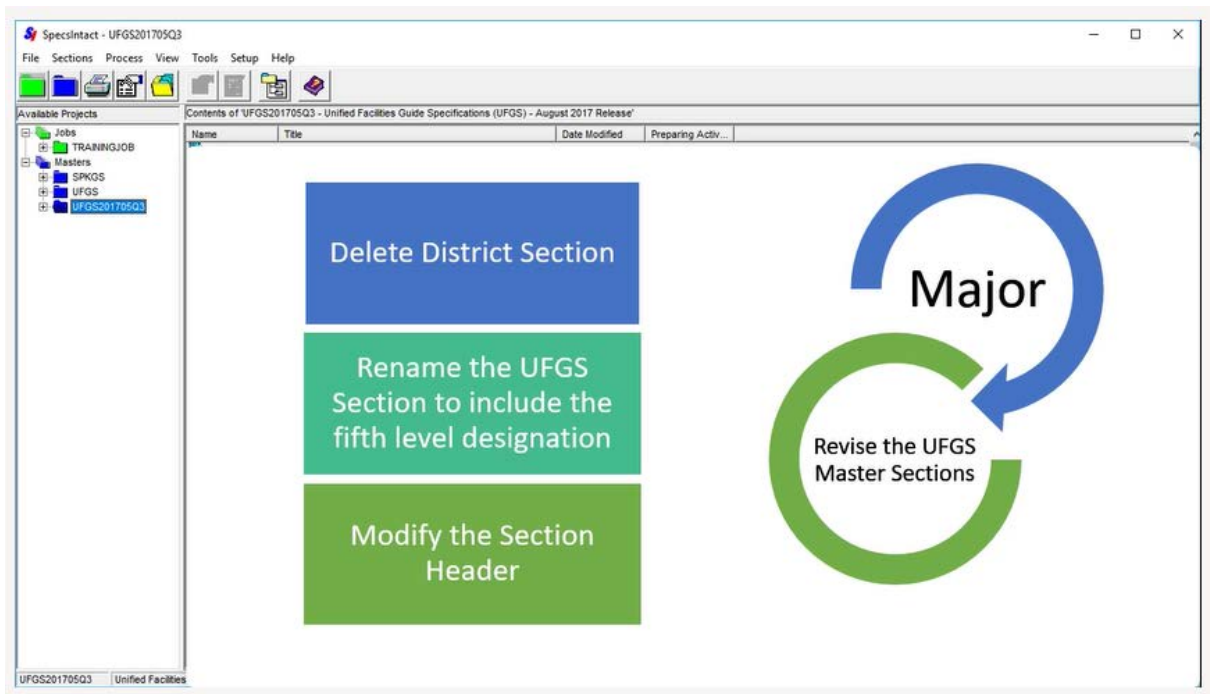 SpecsIntact - UFGS201705Q3
File Sections Process View Tools Setup Help
Available Projects
Contents of 'UFGS201705Q3 - Unified Facilities Guide Specifications (UFGS) - August 2017 Release'
Name Title Date Modified Preparing Activ...
Jobs
TRAININGJOB
Masters
SPKGS
UFGS
UFGS201705Q3
Delete District Section
Rename the UFGS
Section to include the
fifth level designation
Modify the Section
Header
Major
Revise the UFGS
Master Sections
UFGS201705Q3 Unified Facilities